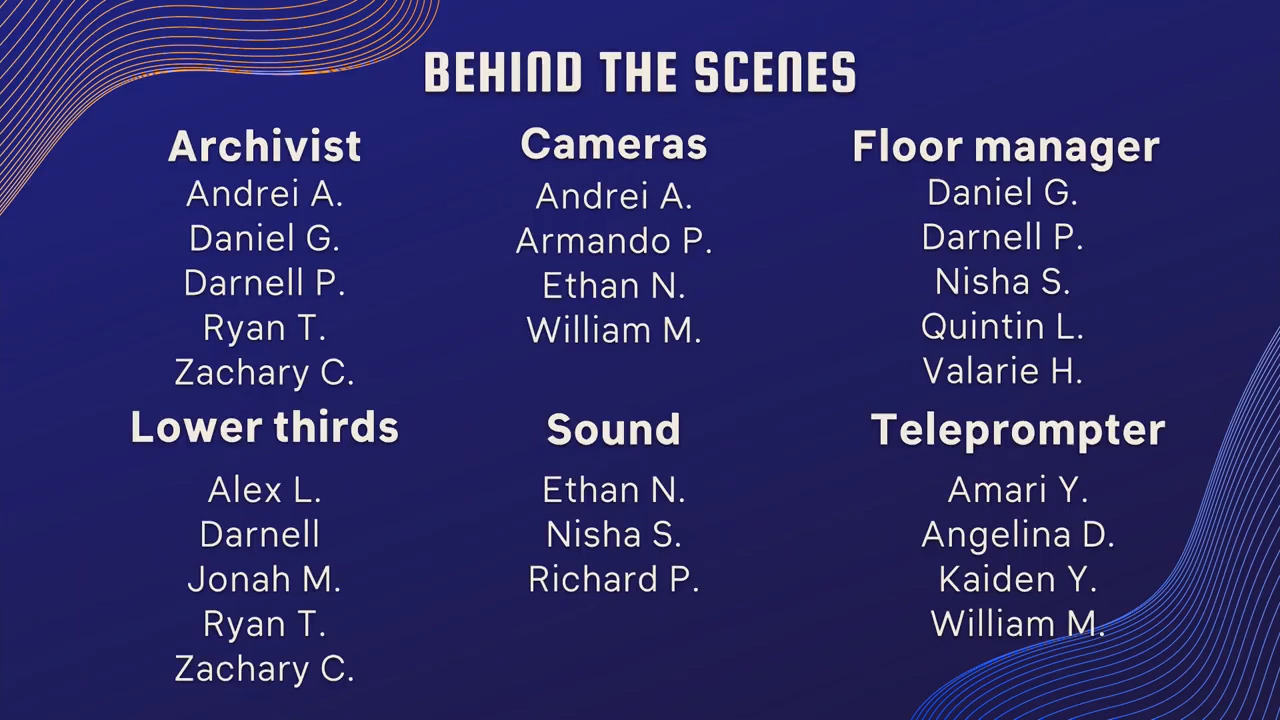 BEHIND THE SCENES
Archivist
Andrei A.
Daniel G.
Darnell P.
Ryan T.
Zachary C.
Cameras
Andrei A.
Armando P.
Ethan N.
William M.
Floor manager
Daniel G.
Darnell P.
Nisha S.
Quintin L.
Valarie H.
Lower thirds
Alex L.
Darnell
Jonah M.
Ryan T.
Zachary C.
Sound
Ethan N.
Nisha S.
Richard P.
Teleprompter
Amari Y.
Angelina D.
Kaiden Y.
William M.